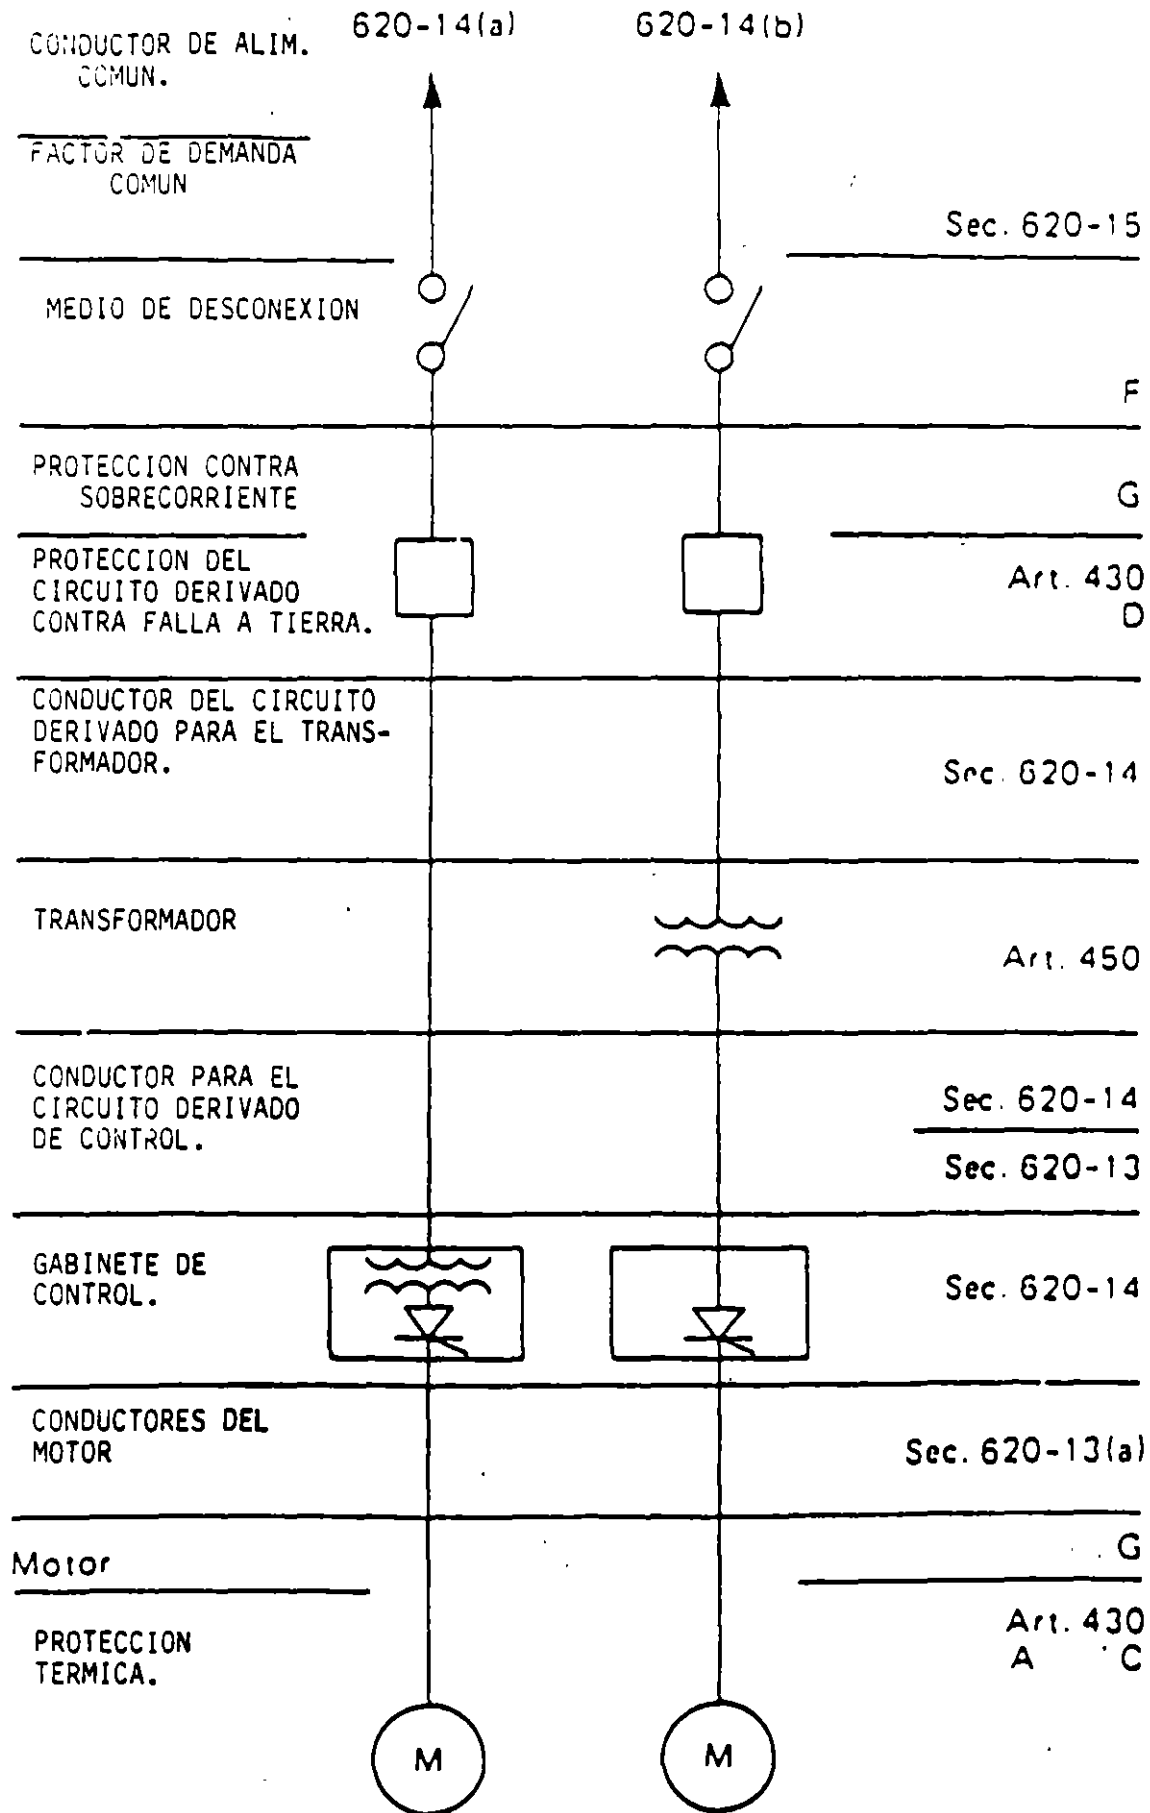 620-14(a) 620-14(b)
CONDUCTOR DE ALIM.
COMUN.
FACTOR DE DEMANDA
COMUN
Sec. 620-15
MEDIO DE DESCONEXION
F
PROTECCION CONTRA
SOBRECORRIENTE
G
PROTECCION DEL
CIRCUITO DERIVADO
CONTRA FALLA A TIERRA.
Art. 430
D
CONDUCTOR DEL CIRCUITO
DERIVADO PARA EL TRANS-
FORMADOR.
Sec. 620-14
TRANSFORMADOR
Art. 450
CONDUCTOR PARA EL
CIRCUITO DERIVADO
DE CONTROL.
Sec. 620-14
Sec. 620-13
GABINETE DE
CONTROL.
Sec. 620-14
CONDUCTORES DEL
MOTOR
Sec. 620-13(a)
Motor
G
PROTECCION
TERMICA.
Art. 430
A C
M M